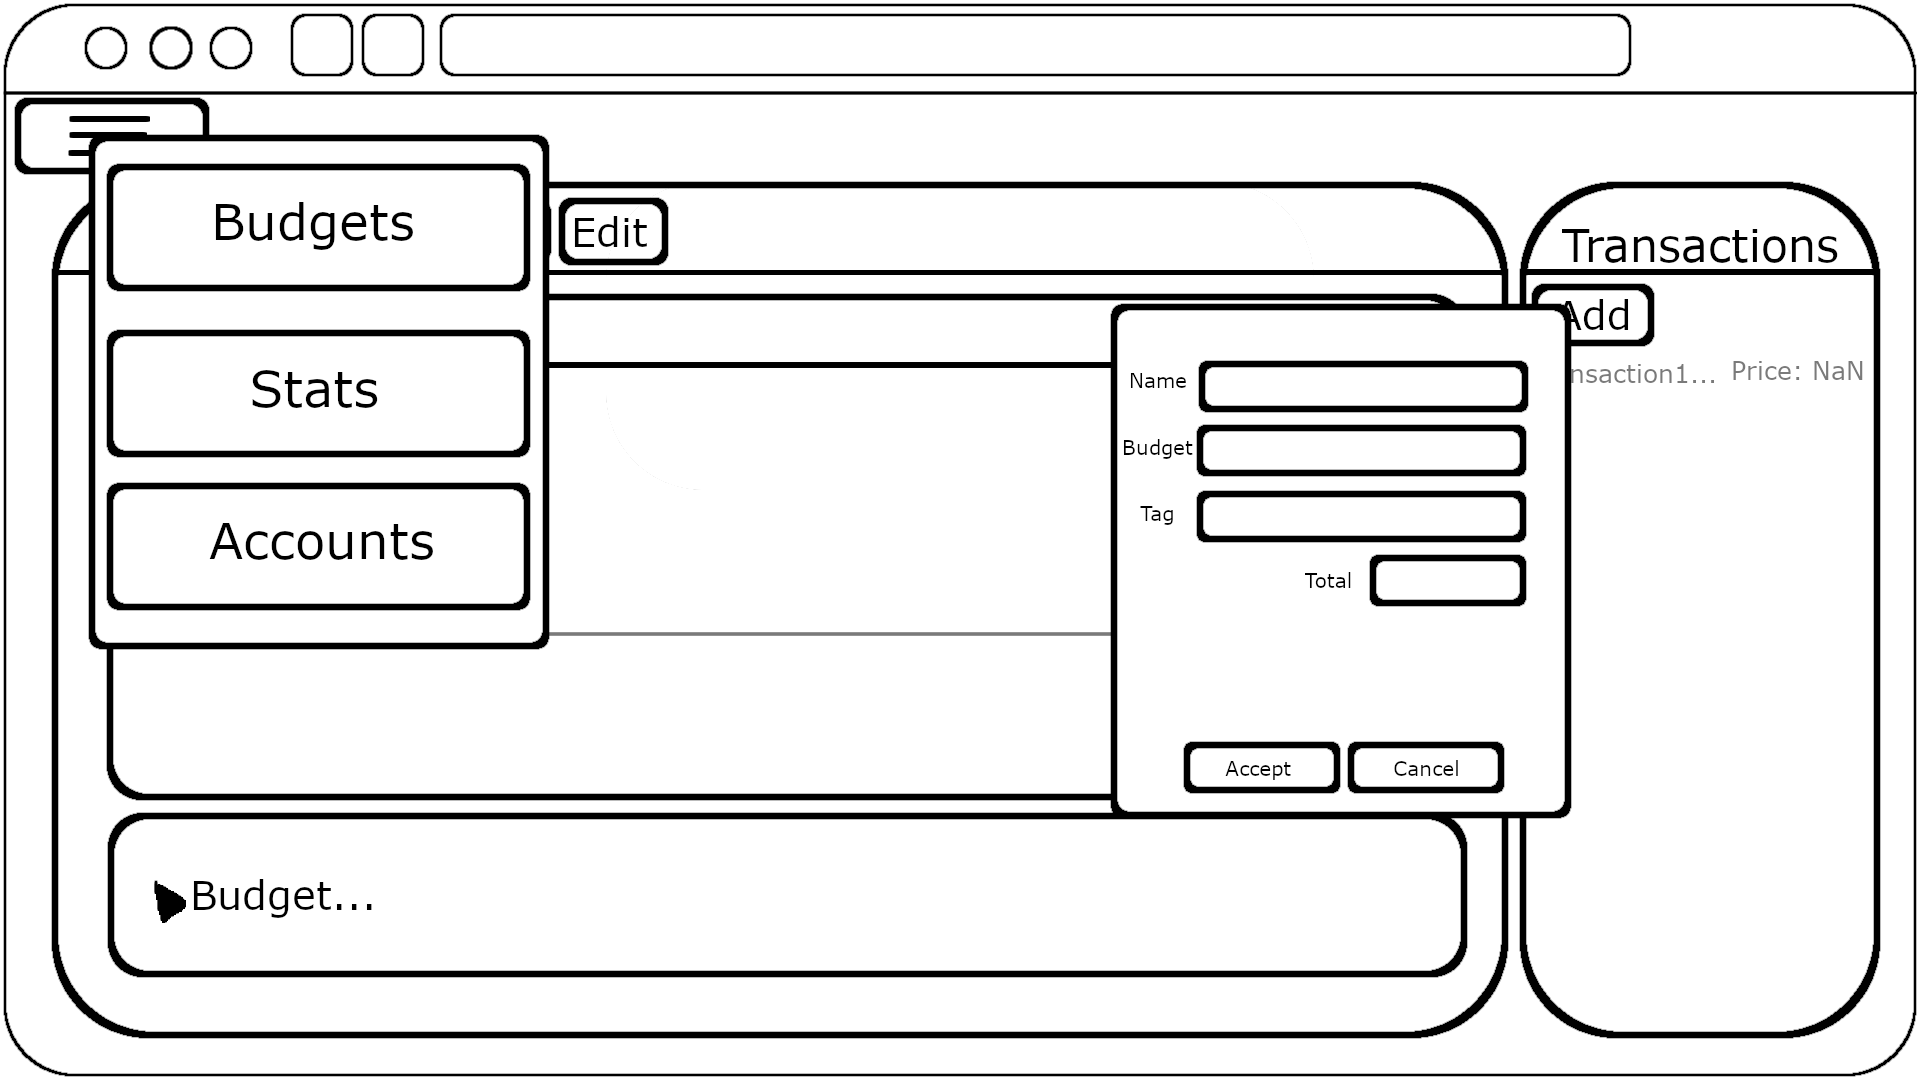 Budgets
Stats
Accounts
Edit
Transactions
Add
nsaction1... Price: NaN
Name
Budget
Tag
Total
Accept Cancel
Budget...